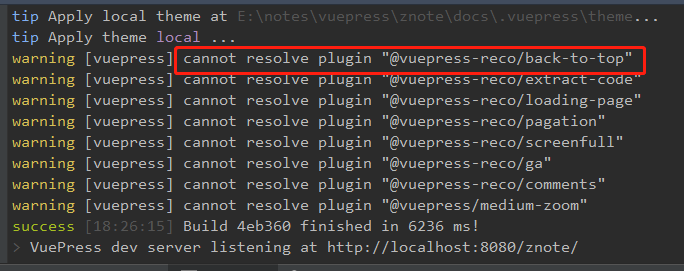 tip Apply local theme at E:\notes\vuepress\znote\docs\.vuepress\theme...
tip Apply theme local ...
warning [vuepress] cannot resolve plugin "@vuepress-reco/back-to-top"
warning [vuepress] cannot resolve plugin "@vuepress-reco/extract-code"
warning [vuepress] cannot resolve plugin "@vuepress-reco/loading-page"
warning [vuepress] cannot resolve plugin "@vuepress-reco/pagation"
warning [vuepress] cannot resolve plugin "@vuepress-reco/screenfull"
warning [vuepress] cannot resolve plugin "@vuepress-reco/ga"
warning [vuepress] cannot resolve plugin "@vuepress-reco/comments"
warning [vuepress] cannot resolve plugin "@vuepress/medium-zoom"
success [18:26:15] Build 4eb360 finished in 6236 ms!
> VuePress dev server listening at http://localhost:8080/znote/